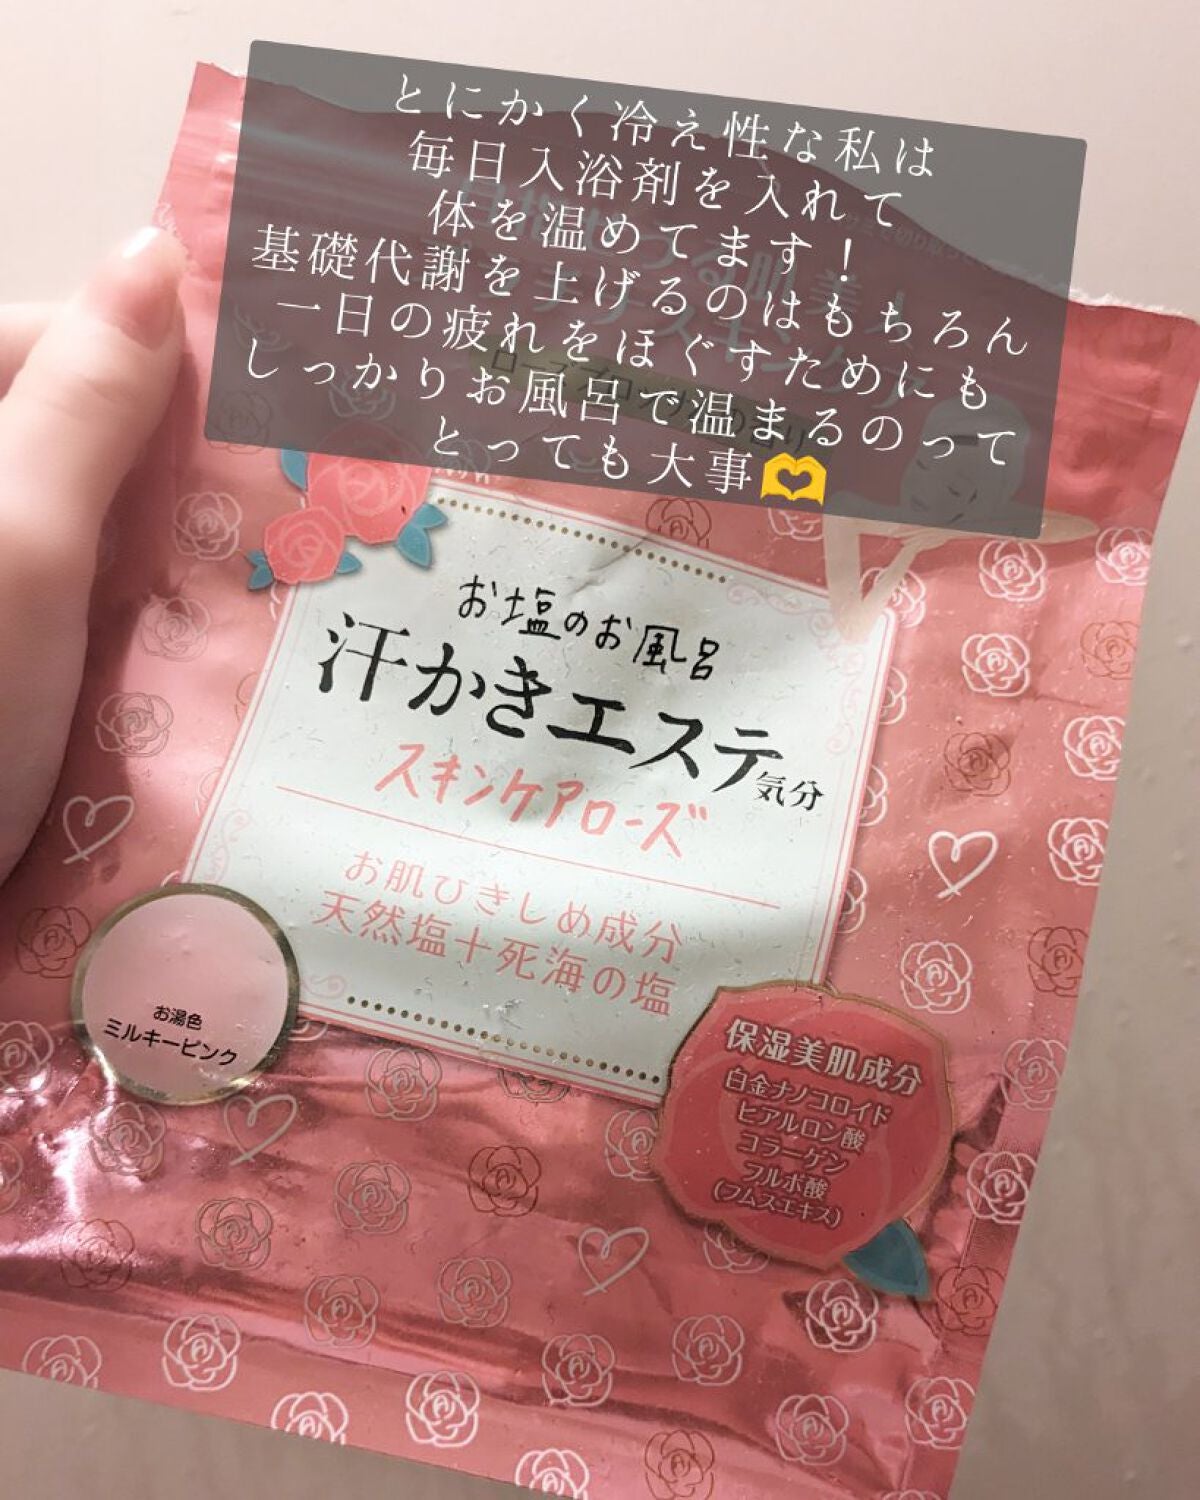 とにかく冷え性な私は
毎日入浴剤を入れて
体を温めてます！
基礎代謝を上げるのはもちろん
一日の疲れをほぐすためにも
しっかりお風呂で温まるのって
とっても大事🫶
お塩のお風呂
汗かきエステ気分
スキンケアローズ
お肌ひきしめ成分
天然塩＋死海の塩
お湯色
ミルキーピンク
保湿美肌成分
白金ナノコロイド
ヒアルロン酸
コラーゲン
フルボ酸
(フムスエキス)